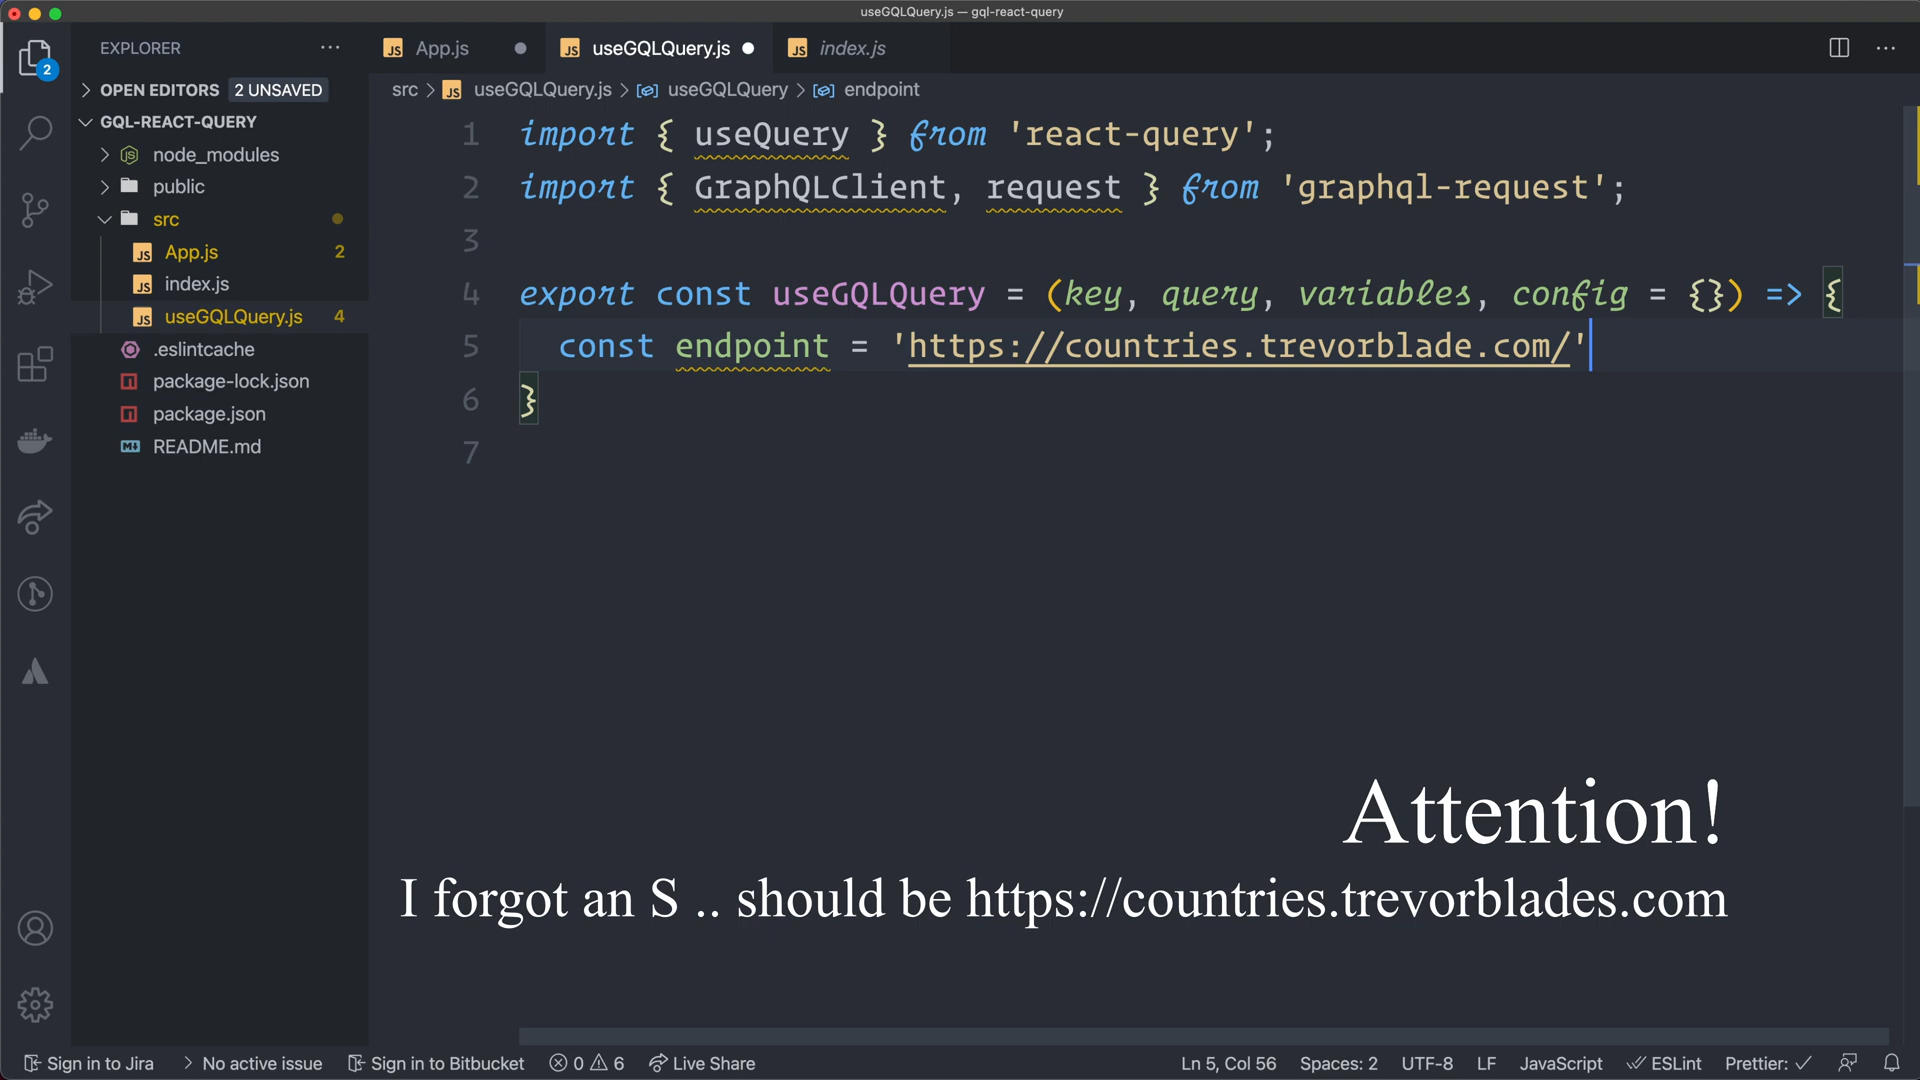 useGQLQuery.js — gql-react-query
EXPLORER
App.js
useGQLQuery.js
index.js
2
OPEN EDITORS 2 UNSAVED
GQL-REACT-QUERY
node_modules
public
src
App.js 2
index.js
useGQLQuery.js 4
.eslintcache
package-lock.json
package.json
README.md
src > useGQLQuery.js > useGQLQuery > endpoint
1 import { useQuery } from 'react-query';
2 import { GraphQLClient, request } from 'graphql-request';
3
4 export const useGQLQuery = (key, query, variables, config = {}) => {
5 const endpoint = 'https://countries.trevorblade.com/'
6 }
7
Attention!
I forgot an S .. should be https://countries.trevorblades.com
Sign in to Jira > No active issue Sign in to Bitbucket 0 6 Live Share Ln 5, Col 56 Spaces: 2 UTF-8 LF JavaScript ESLint Prettier: ✓